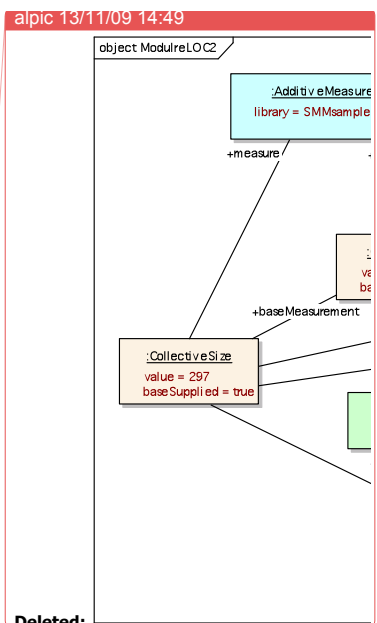 alpic 13/11/09 14:49
object ModulreLOC2
:AdditiveMeasure
library = SMMsample
+measure
+baseMeasurement
:CollectiveSize
value = 297
baseSupplied = true
Deleted: